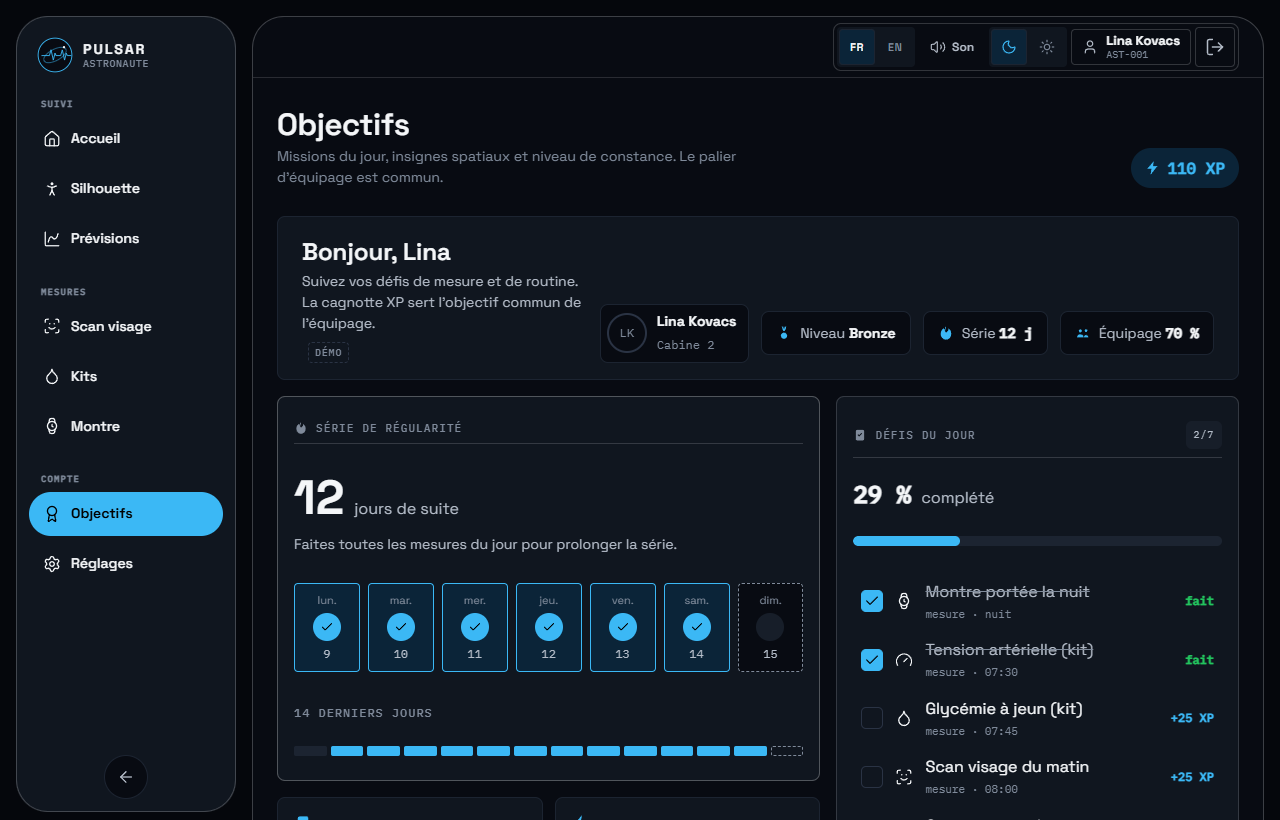 PULSAR
ASTRONAUTE
SUIVI
Accueil
Silhouette
Prévisions
MESURES
Scan visage
Kits
Montre
COMPTE
Objectifs
Réglages
FR
EN
Son
Lina Kovacs
AST-001
Objectifs
Missions du jour, insignes spatiaux et niveau de constance. Le palier
d'équipage est commun.
110 XP
Bonjour, Lina
Suivez vos défis de mesure et de routine.
La cagnotte XP sert l'objectif commun de
l'équipage.
DÉMO
LK
Lina Kovacs
Cabine 2
Niveau Bronze
Série 12 j
Équipage 70 %
SÉRIE DE RÉGULARITÉ
12 jours de suite
Faites toutes les mesures du jour pour prolonger la série.
lun. mar. mer. jeu. ven. sam. dim.
9 10 11 12 13 14 15
14 DERNIERS JOURS
DÉFIS DU JOUR
2/7
29 % complété
Montre portée la nuit
mesure · nuit
fait
Tension artérielle (kit)
mesure · 07:30
fait
Glycémie à jeun (kit)
mesure · 07:45
+25 XP
Scan visage du matin
mesure · 08:00
+25 XP